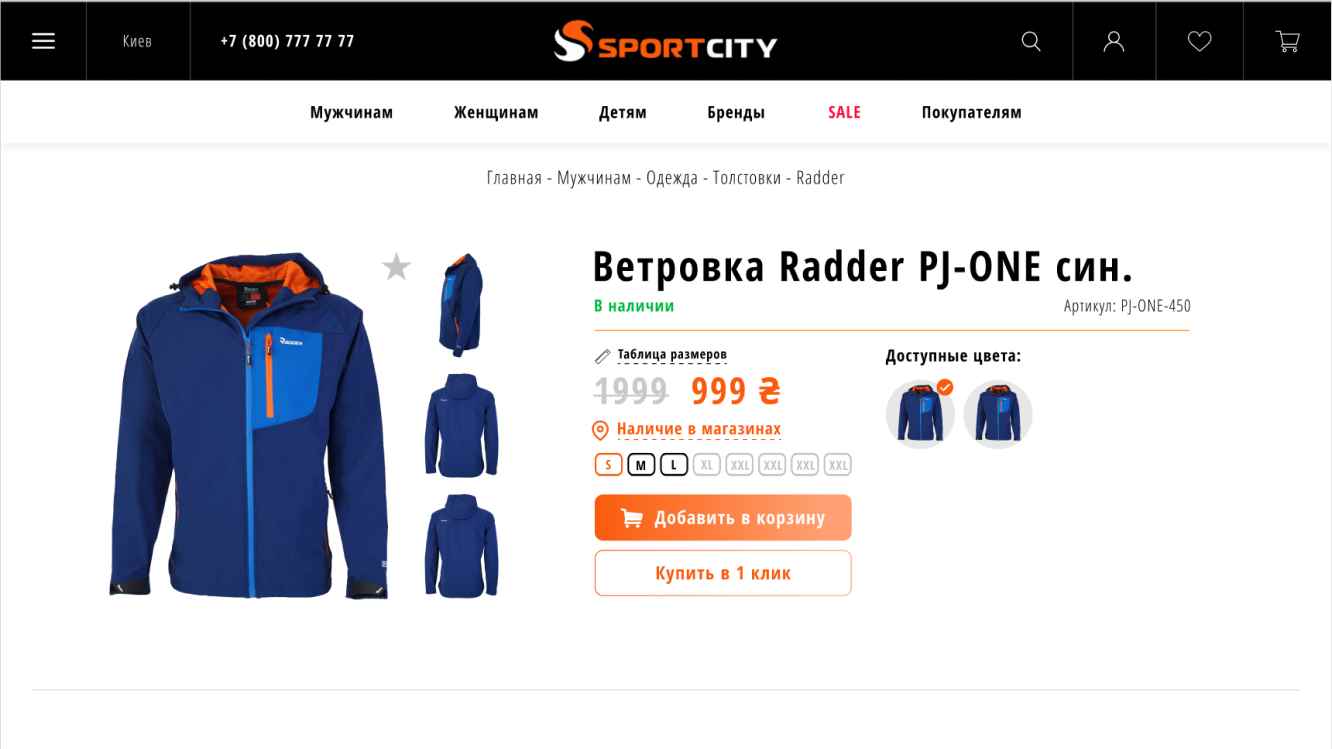 Киев
+7 (800) 777 77 77
SPORTCITY
Мужчинам Женщинам Детям Бренды SALE Покупателям
Главная - Мужчинам - Одежда - Толстовки - Radder
Ветровка Radder PJ-ONE син.
В наличии
Артикул: PJ-ONE-450
RADDER
Таблица размеров
1999 999 ₴
Наличие в магазинах
S M L XL XXL XXL XXL XXL
Добавить в корзину
Купить в 1 клик
Доступные цвета: